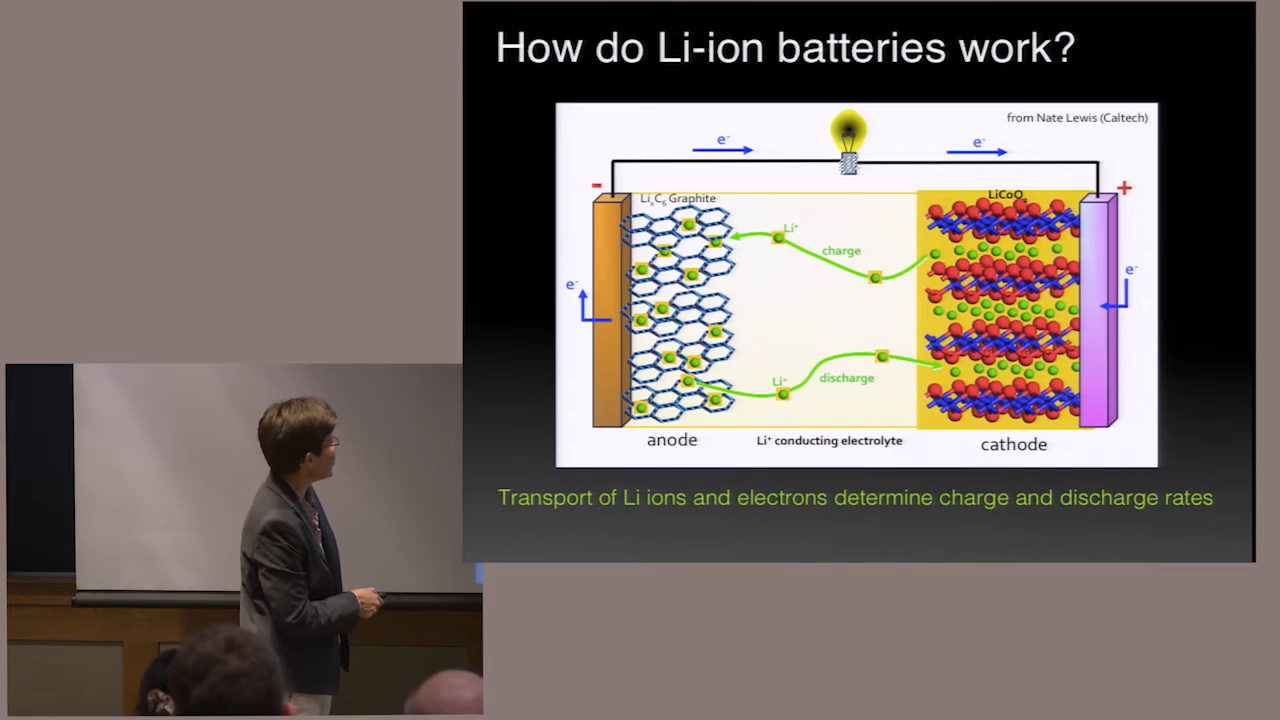 How do Li-ion batteries work?
from Nate Lewis (Caltech)
e⁻
e⁻
-
+
LiₓC₆ Graphite
LiCoO₂
Li⁺
charge
e⁻
e⁻
Li⁺
discharge
anode
Li⁺ conducting electrolyte
cathode
Transport of Li ions and electrons determine charge and discharge rates